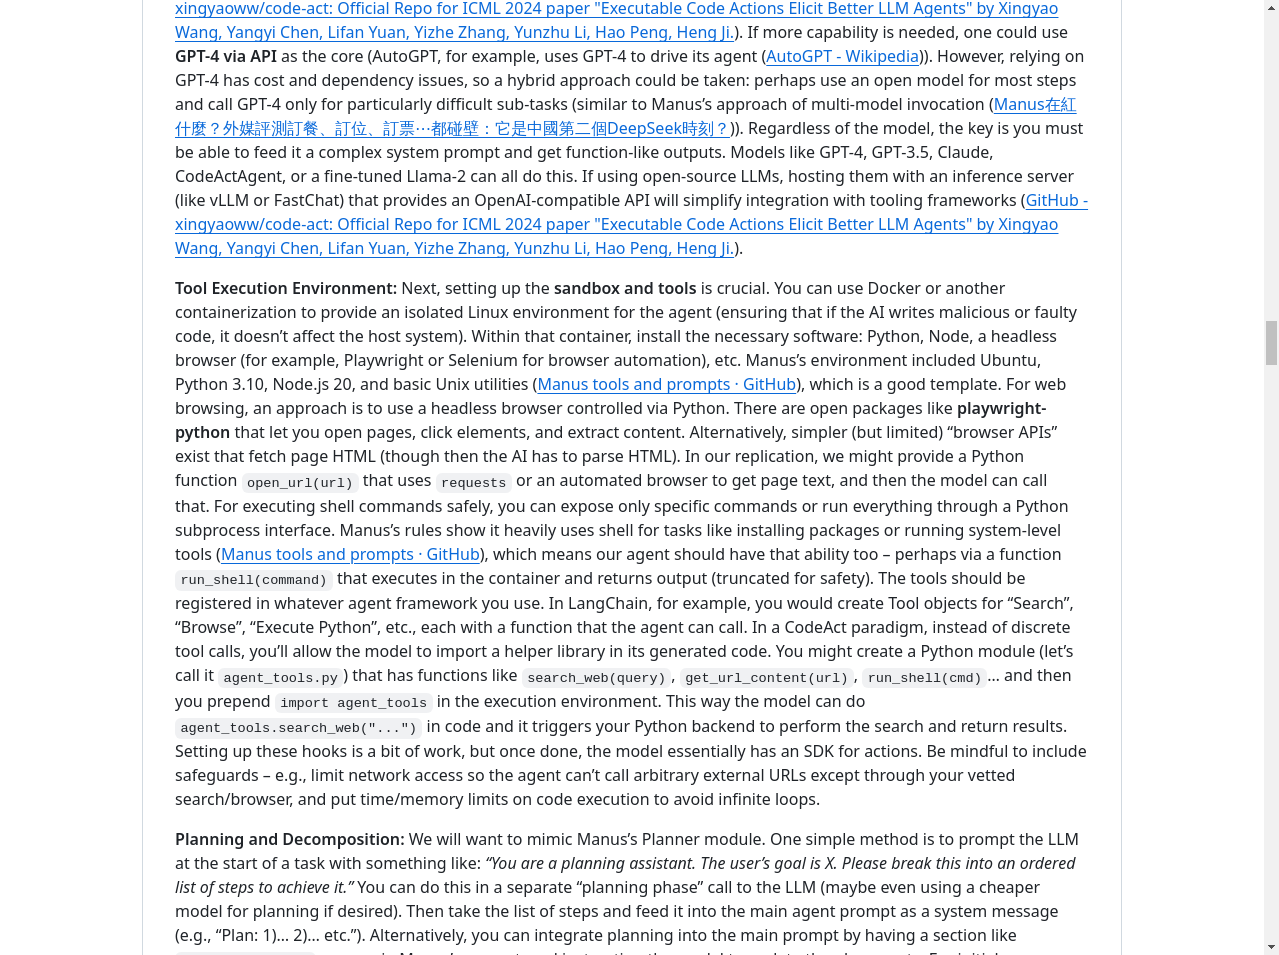 xingyaoww/code-act: Official Repo for ICML 2024 paper "Executable Code Actions Elicit Better LLM Agents" by Xingyao
Wang, Yangyi Chen, Lifan Yuan, Yizhe Zhang, Yunzhu Li, Hao Peng, Heng Ji.). If more capability is needed, one could use
GPT-4 via API as the core (AutoGPT, for example, uses GPT-4 to drive its agent (AutoGPT - Wikipedia)). However, relying on
GPT-4 has cost and dependency issues, so a hybrid approach could be taken: perhaps use an open model for most steps
and call GPT-4 only for particularly difficult sub-tasks (similar to Manus’s approach of multi-model invocation (Manus在紅
什麼？外媒評測訂餐、訂位、訂票⋯都碰壁：它是中國第二個DeepSeek時刻？)). Regardless of the model, the key is you must
be able to feed it a complex system prompt and get function-like outputs. Models like GPT-4, GPT-3.5, Claude,
CodeActAgent, or a fine-tuned Llama-2 can all do this. If using open-source LLMs, hosting them with an inference server
(like vLLM or FastChat) that provides an OpenAI-compatible API will simplify integration with tooling frameworks (GitHub -
xingyaoww/code-act: Official Repo for ICML 2024 paper "Executable Code Actions Elicit Better LLM Agents" by Xingyao
Wang, Yangyi Chen, Lifan Yuan, Yizhe Zhang, Yunzhu Li, Hao Peng, Heng Ji.).
Tool Execution Environment: Next, setting up the sandbox and tools is crucial. You can use Docker or another
containerization to provide an isolated Linux environment for the agent (ensuring that if the AI writes malicious or faulty
code, it doesn’t affect the host system). Within that container, install the necessary software: Python, Node, a headless
browser (for example, Playwright or Selenium for browser automation), etc. Manus’s environment included Ubuntu,
Python 3.10, Node.js 20, and basic Unix utilities (Manus tools and prompts · GitHub), which is a good template. For web
browsing, an approach is to use a headless browser controlled via Python. There are open packages like playwright-
python that let you open pages, click elements, and extract content. Alternatively, simpler (but limited) “browser APIs”
exist that fetch page HTML (though then the AI has to parse HTML). In our replication, we might provide a Python
function open_url(url) that uses requests or an automated browser to get page text, and then the model can call
that. For executing shell commands safely, you can expose only specific commands or run everything through a Python
subprocess interface. Manus’s rules show it heavily uses shell for tasks like installing packages or running system-level
tools (Manus tools and prompts · GitHub), which means our agent should have that ability too – perhaps via a function
run_shell(command) that executes in the container and returns output (truncated for safety). The tools should be
registered in whatever agent framework you use. In LangChain, for example, you would create Tool objects for “Search”,
“Browse”, “Execute Python”, etc., each with a function that the agent can call. In a CodeAct paradigm, instead of discrete
tool calls, you’ll allow the model to import a helper library in its generated code. You might create a Python module (let’s
call it agent_tools.py) that has functions like search_web(query), get_url_content(url), run_shell(cmd)… and then
you prepend import agent_tools in the execution environment. This way the model can do
agent_tools.search_web("...") in code and it triggers your Python backend to perform the search and return results.
Setting up these hooks is a bit of work, but once done, the model essentially has an SDK for actions. Be mindful to include
safeguards – e.g., limit network access so the agent can’t call arbitrary external URLs except through your vetted
search/browser, and put time/memory limits on code execution to avoid infinite loops.
Planning and Decomposition: We will want to mimic Manus’s Planner module. One simple method is to prompt the LLM
at the start of a task with something like: “You are a planning assistant. The user’s goal is X. Please break this into an ordered
list of steps to achieve it.” You can do this in a separate “planning phase” call to the LLM (maybe even using a cheaper
model for planning if desired). Then take the list of steps and feed it into the main agent prompt as a system message
(e.g., “Plan: 1)… 2)… etc.”). Alternatively, you can integrate planning into the main prompt by having a section like